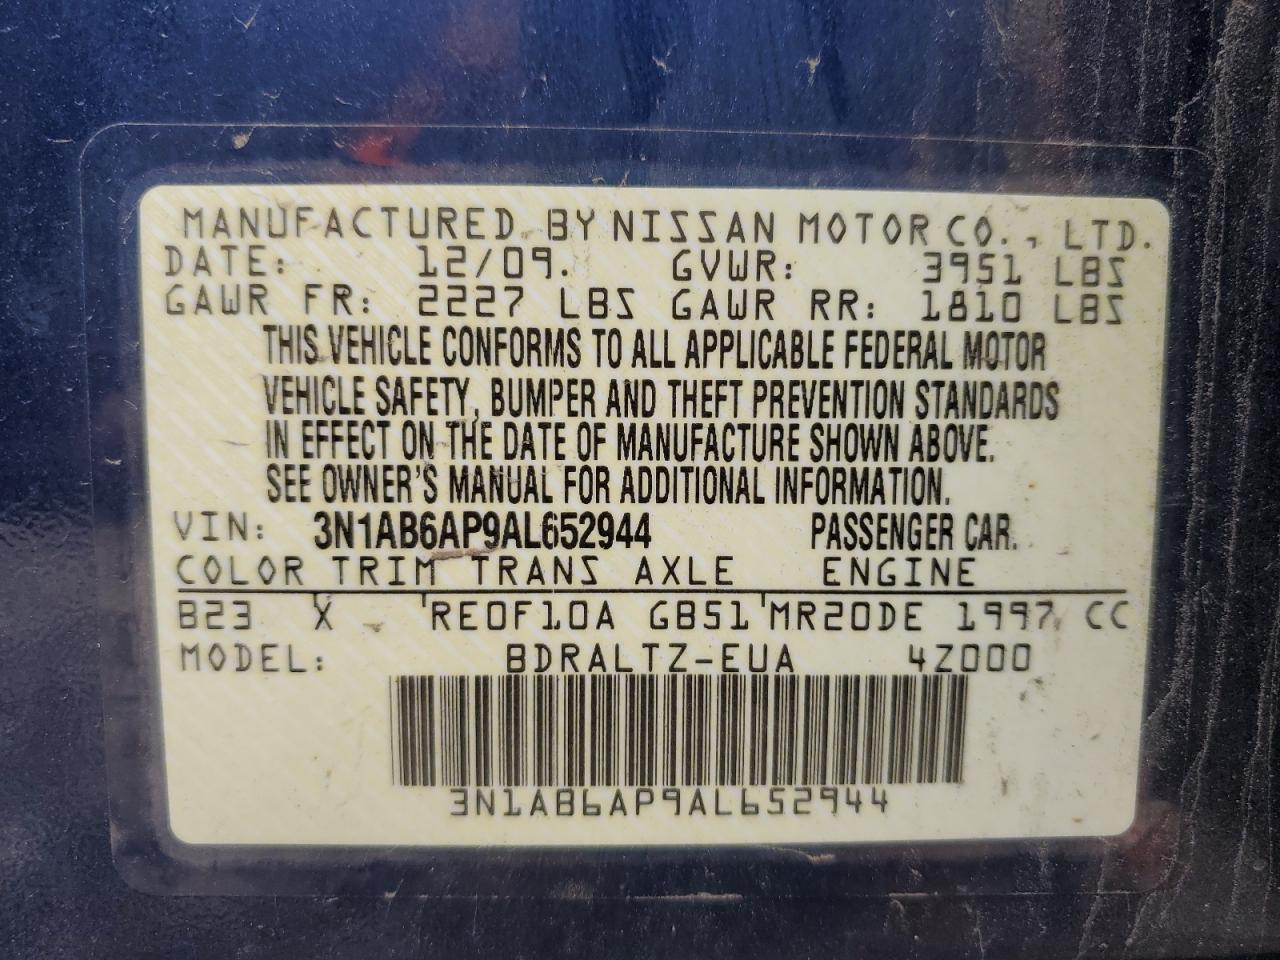 MANUFACTURED BY NISSAN MOTOR CO., LTD.
DATE: 12/09. GVWR: 3951 LBS
GAWR FR: 2227 LBS GAWR RR: 1810 LBS
THIS VEHICLE CONFORMS TO ALL APPLICABLE FEDERAL MOTOR
VEHICLE SAFETY, BUMPER AND THEFT PREVENTION STANDARDS
IN EFFECT ON THE DATE OF MANUFACTURE SHOWN ABOVE.
SEE OWNER'S MANUAL FOR ADDITIONAL INFORMATION.
VIN: 3N1AB6AP9AL652944 PASSENGER CAR.
COLOR TRIM TRANS AXLE ENGINE
B23 X RE0F10A GB51 MR20DE 1997 CC
MODEL: BDRALTZ-EUA 4Z000
3N1AB6AP9AL652944